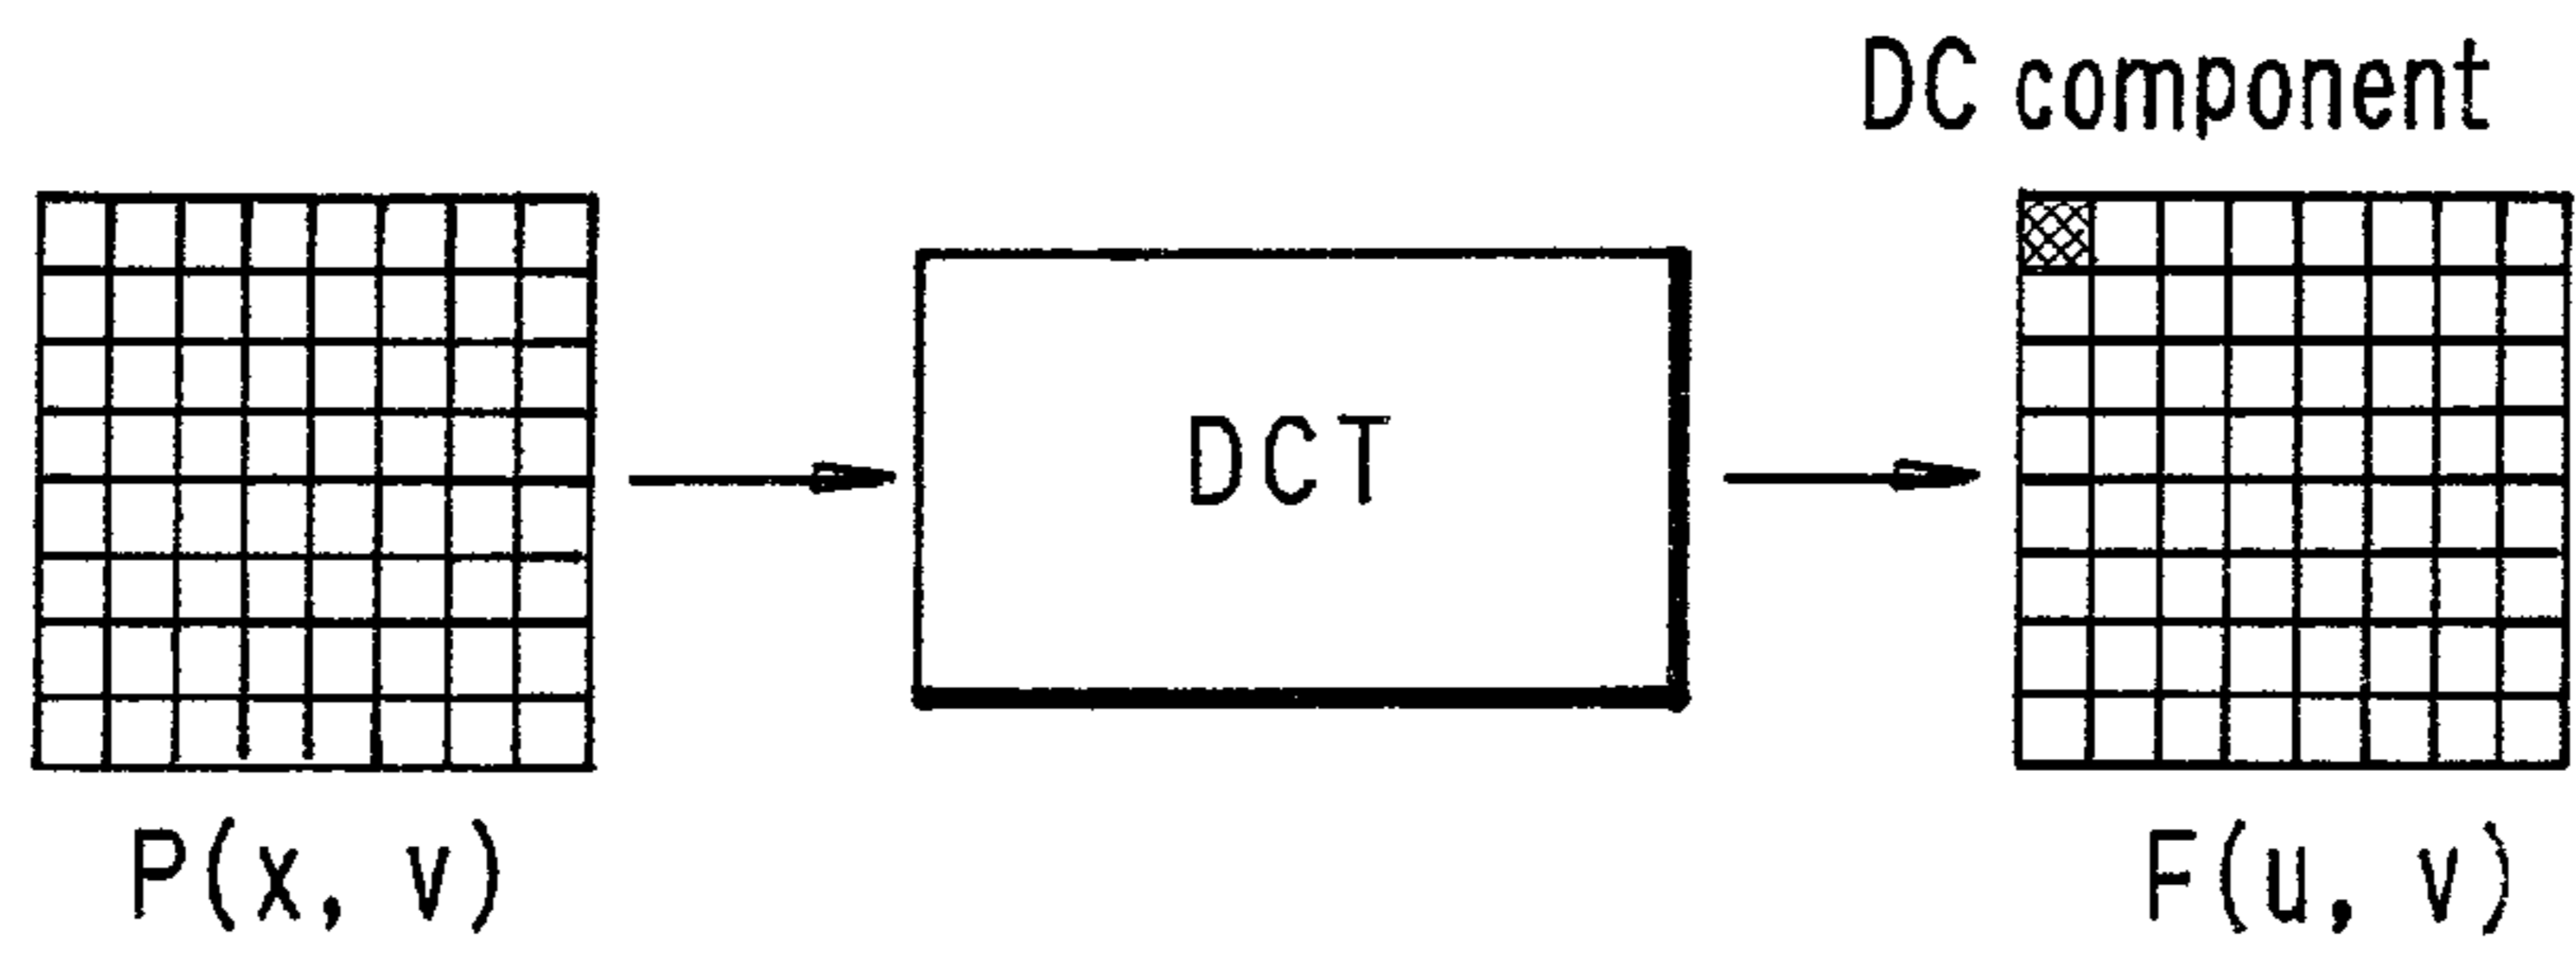 DC component
DCT
P(x, v)
F(u, v)